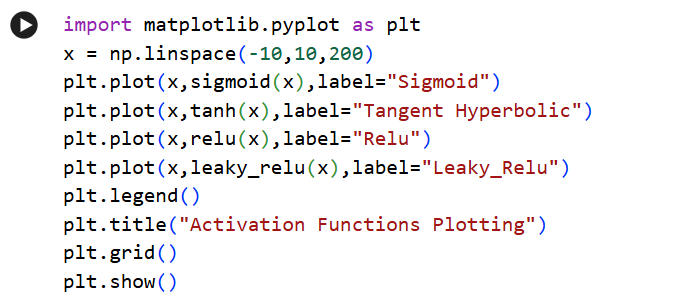 import matplotlib.pyplot as plt
x = np.linspace(-10,10,200)
plt.plot(x,sigmoid(x),label="Sigmoid")
plt.plot(x,tanh(x),label="Tangent Hyperbolic")
plt.plot(x,relu(x),label="Relu")
plt.plot(x,leaky_relu(x),label="Leaky_Relu")
plt.legend()
plt.title("Activation Functions Plotting")
plt.grid()
plt.show()